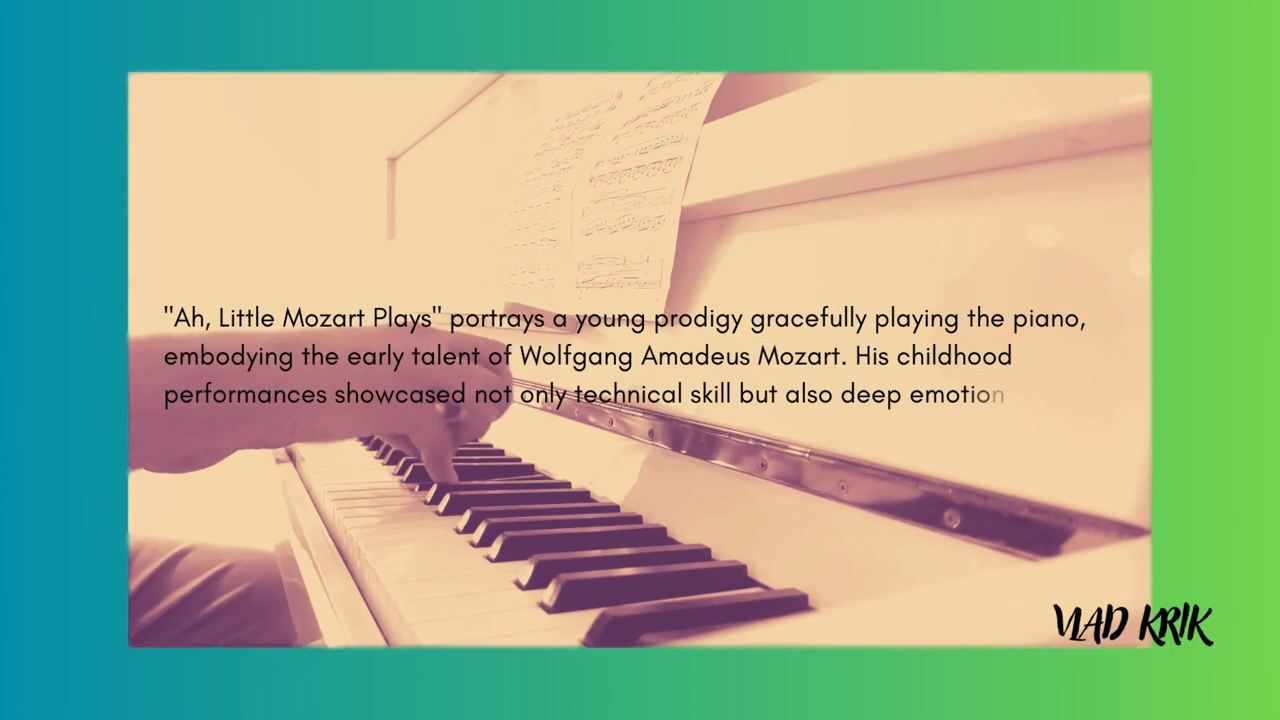 "Ah, Little Mozart Plays" portrays a young prodigy gracefully playing the piano,
embodying the early talent of Wolfgang Amadeus Mozart. His childhood
performances showcased not only technical skill but also deep emotion
VLAD KRIK